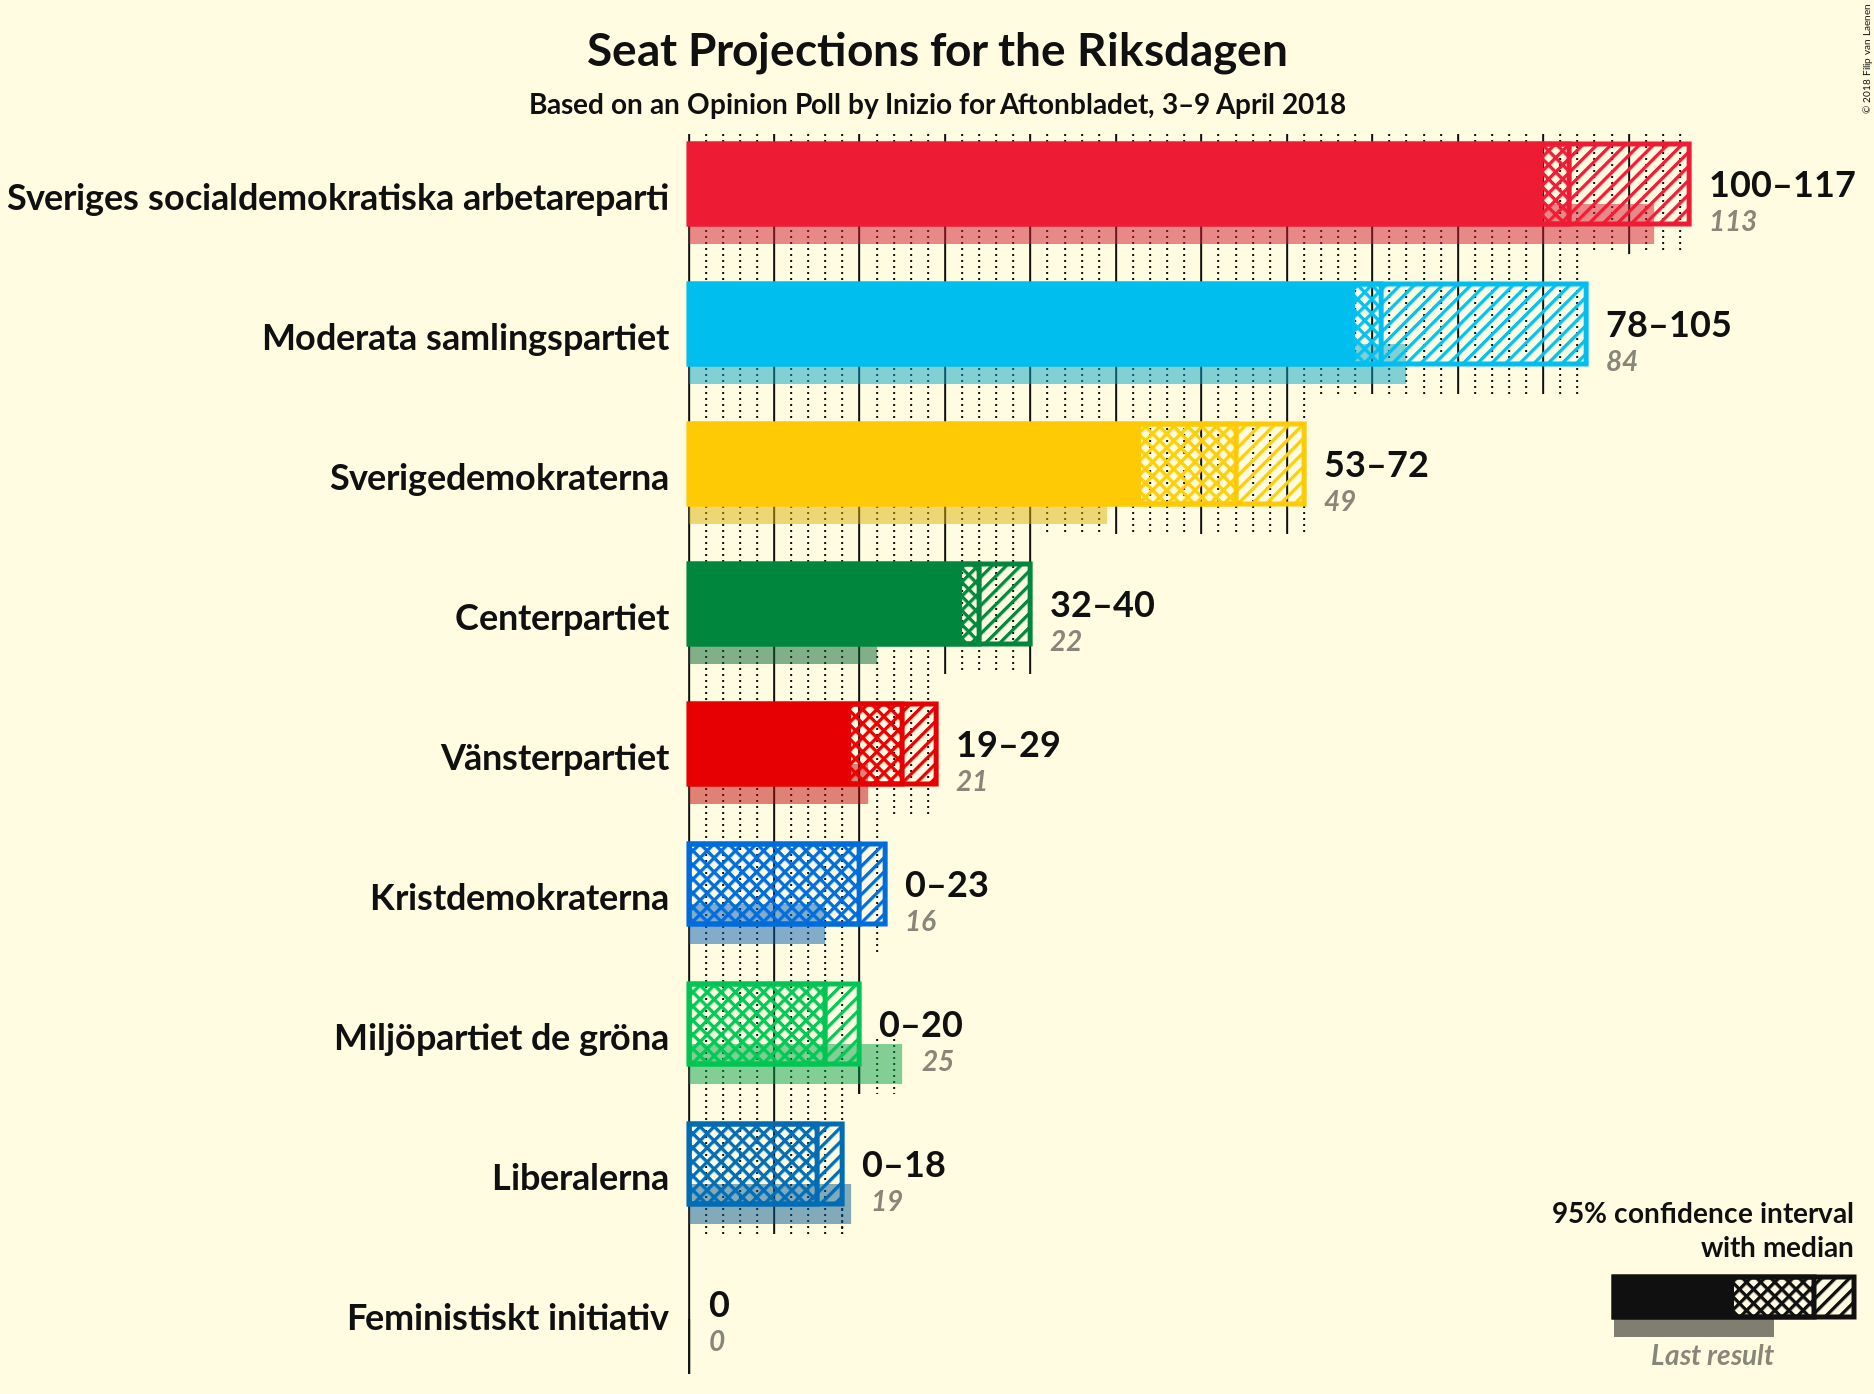 Seat Projections for the Riksdagen
Based on an Opinion Poll by Inizio for Aftonbladet, 3–9 April 2018
© 2018 Filip van Laenen
Sveriges socialdemokratiska arbetareparti
100–117
113
Moderata samlingspartiet
78–105
84
Sverigedemokraterna
53–72
49
Centerpartiet
32–40
22
Vänsterpartiet
19–29
21
Kristdemokraterna
0–23
16
Miljöpartiet de gröna
0–20
25
Liberalerna
0–18
19
Feministiskt initiativ
0
0
95% confidence interval
with median
Last result